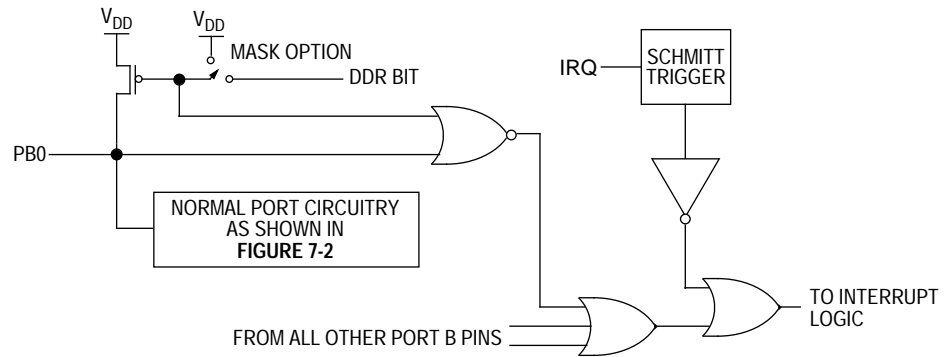 VDD
VDD
MASK OPTION
DDR BIT
IRQ
SCHMITT
TRIGGER
PB0
NORMAL PORT CIRCUITRY
AS SHOWN IN
FIGURE 7-2
TO INTERRUPT
LOGIC
FROM ALL OTHER PORT B PINS